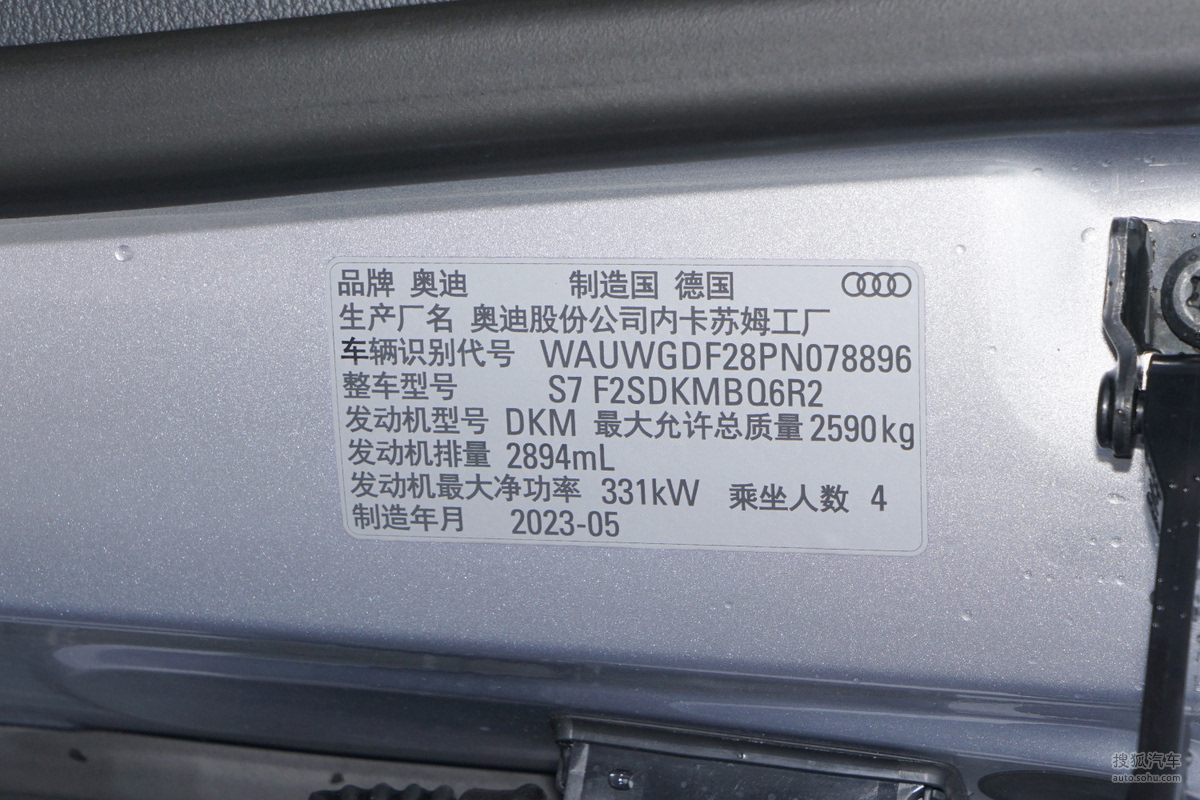 品牌 奥迪 制造国 德国
生产厂名 奥迪股份公司内卡苏姆工厂
车辆识别代号 WAUWGDF28PN078896
整车型号 S7 F2SDKMBQ6R2
发动机型号 DKM 最大允许总质量 2590kg
发动机排量 2894mL
发动机最大净功率 331kW 乘坐人数 4
制造年月 2023-05
搜狐汽车
auto.sohu.com